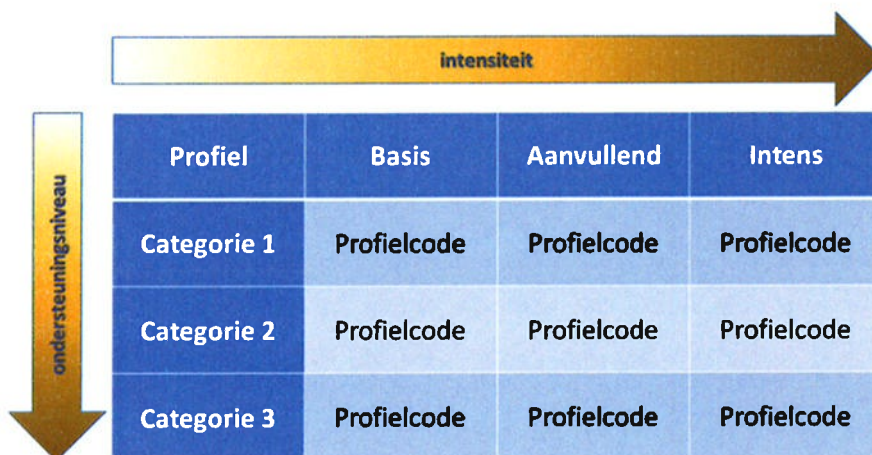 intensiteit
ondersteuningsniveau
Profiel Basis Aanvullend Intens
Categorie 1 Profielcode Profielcode Profielcode
Categorie 2 Profielcode Profielcode Profielcode
Categorie 3 Profielcode Profielcode Profielcode